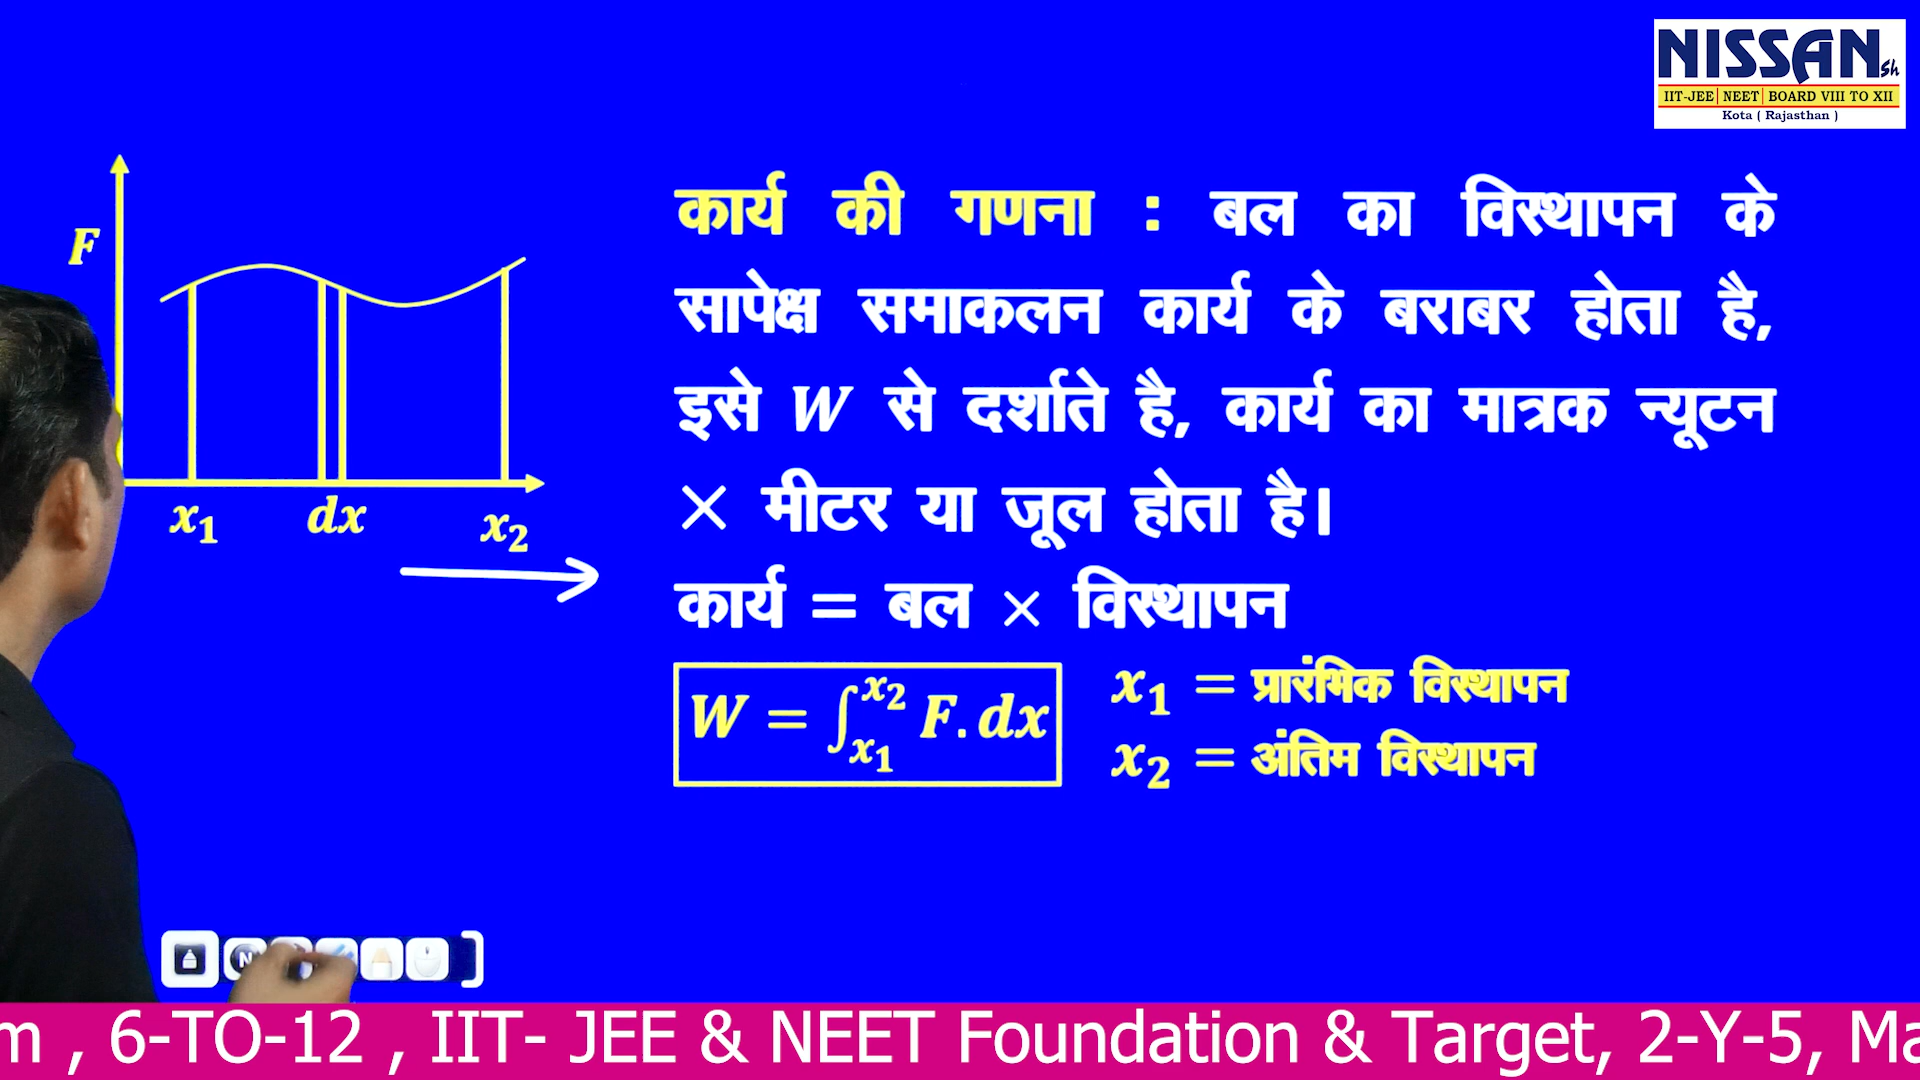 NISSAN sh
IIT-JEE | NEET | BOARD VIII TO XII
Kota ( Rajasthan )
F
x₁ dx x₂
कार्य की गणना : बल का विस्थापन के
सापेक्ष समाकलन कार्य के बराबर होता है,
इसे W से दर्शाते है, कार्य का मात्रक न्यूटन
× मीटर या जूल होता है।
कार्य = बल × विस्थापन
W = ∫ₓ₁ˣ² F. dx
x₁ = प्रारंभिक विस्थापन
x₂ = अंतिम विस्थापन
m , 6-TO-12 , IIT- JEE & NEET Foundation & Target, 2-Y-5, Ma